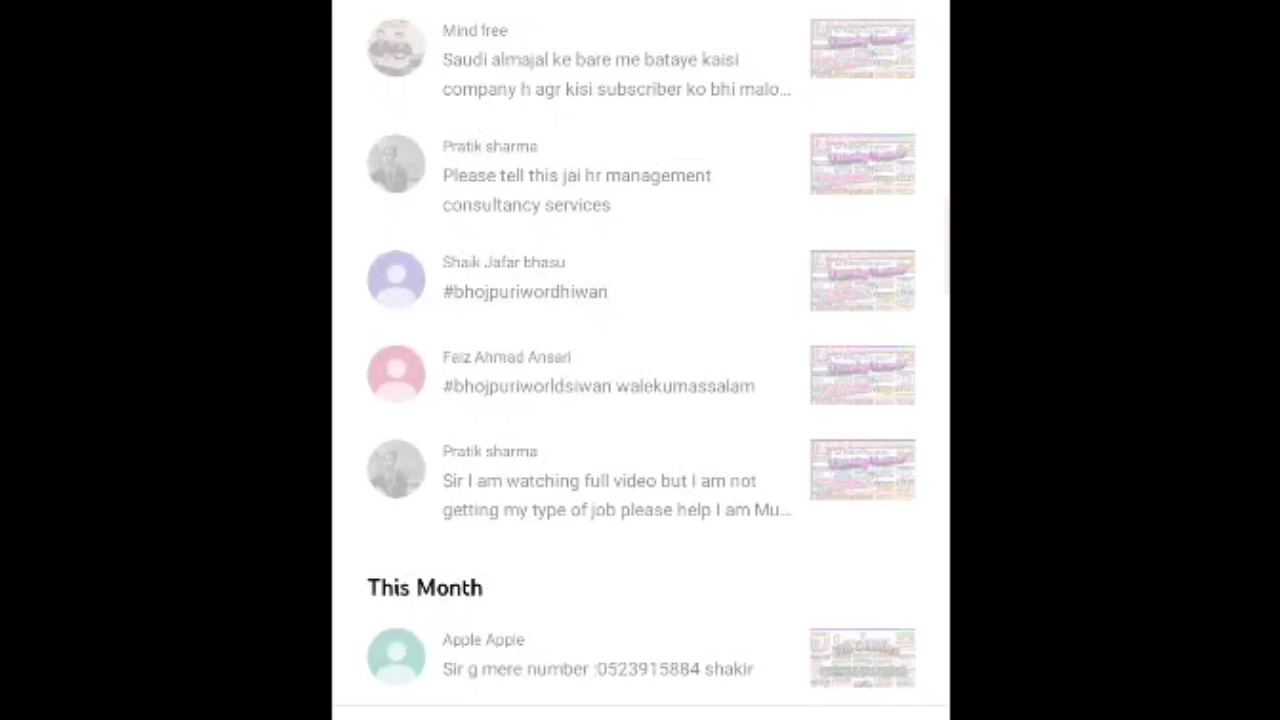 Mind free
Saudi almajal ke bare me bataye kaisi
company h agr kisi subscriber ko bhi malo...
Pratik sharma
Please tell this jai hr management
consultancy services
Shaik Jafar bhasu
#bhojpuriwordhiwan
Faiz Ahmad Ansari
#bhojpuriworldsiwan walekumassalam
Pratik sharma
Sir I am watching full video but I am not
getting my type of job please help I am Mu...
This Month
Apple Apple
Sir g mere number :0523915884 shakir